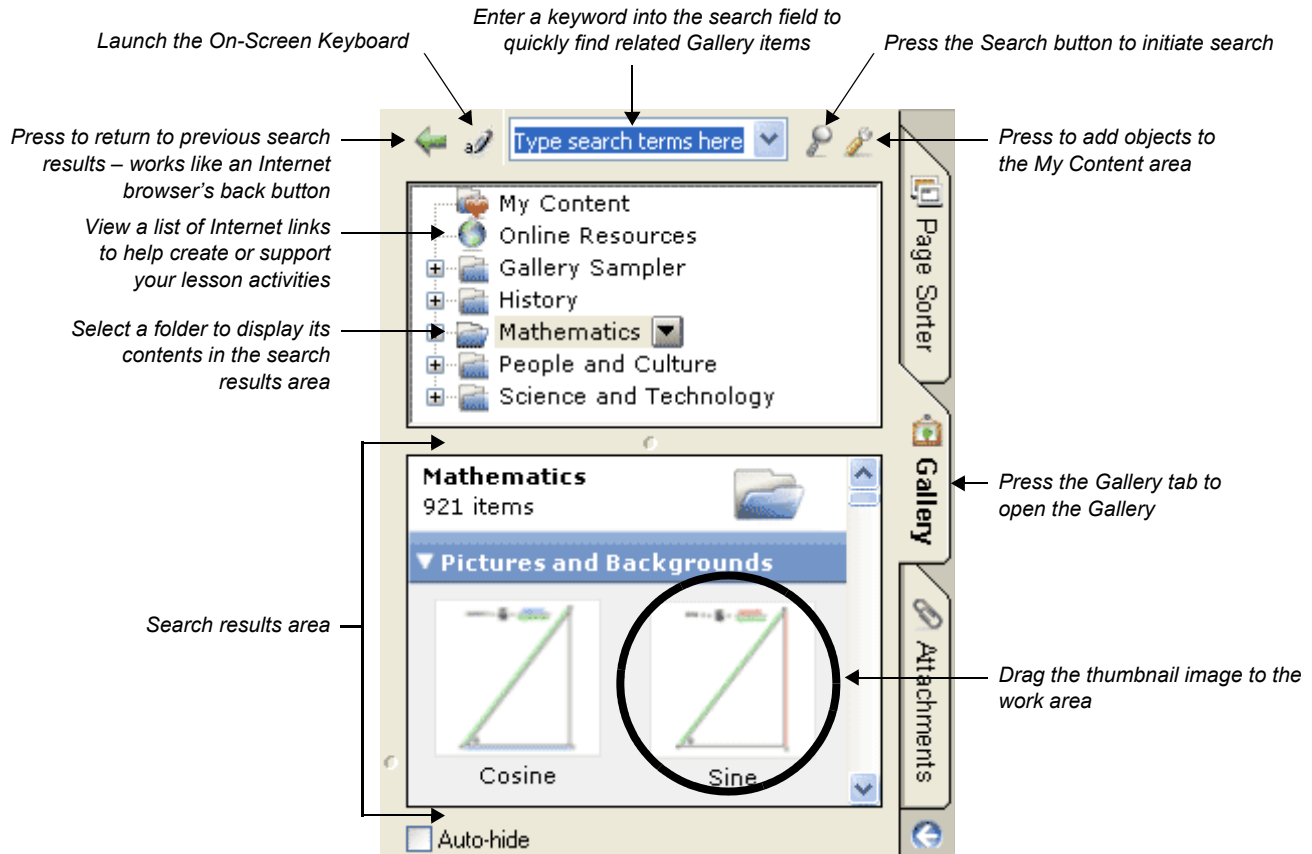 Enter a keyword into the search field to
quickly find related Gallery items
Launch the On-Screen Keyboard
Press the Search button to initiate search
Press to return to previous search
results – works like an Internet
browser's back button
a
Type search terms here
Press to add objects to
the My Content area
View a list of Internet links
to help create or support
your lesson activities
Select a folder to display its
contents in the search
results area
My Content
Online Resources
Gallery Sampler
History
Mathematics
People and Culture
Science and Technology
Page Sorter
Gallery
Attachments
Press the Gallery tab to
open the Gallery
Mathematics
921 items
Pictures and Backgrounds
Search results area
Cosine
Sine
Drag the thumbnail image to the
work area
Auto-hide